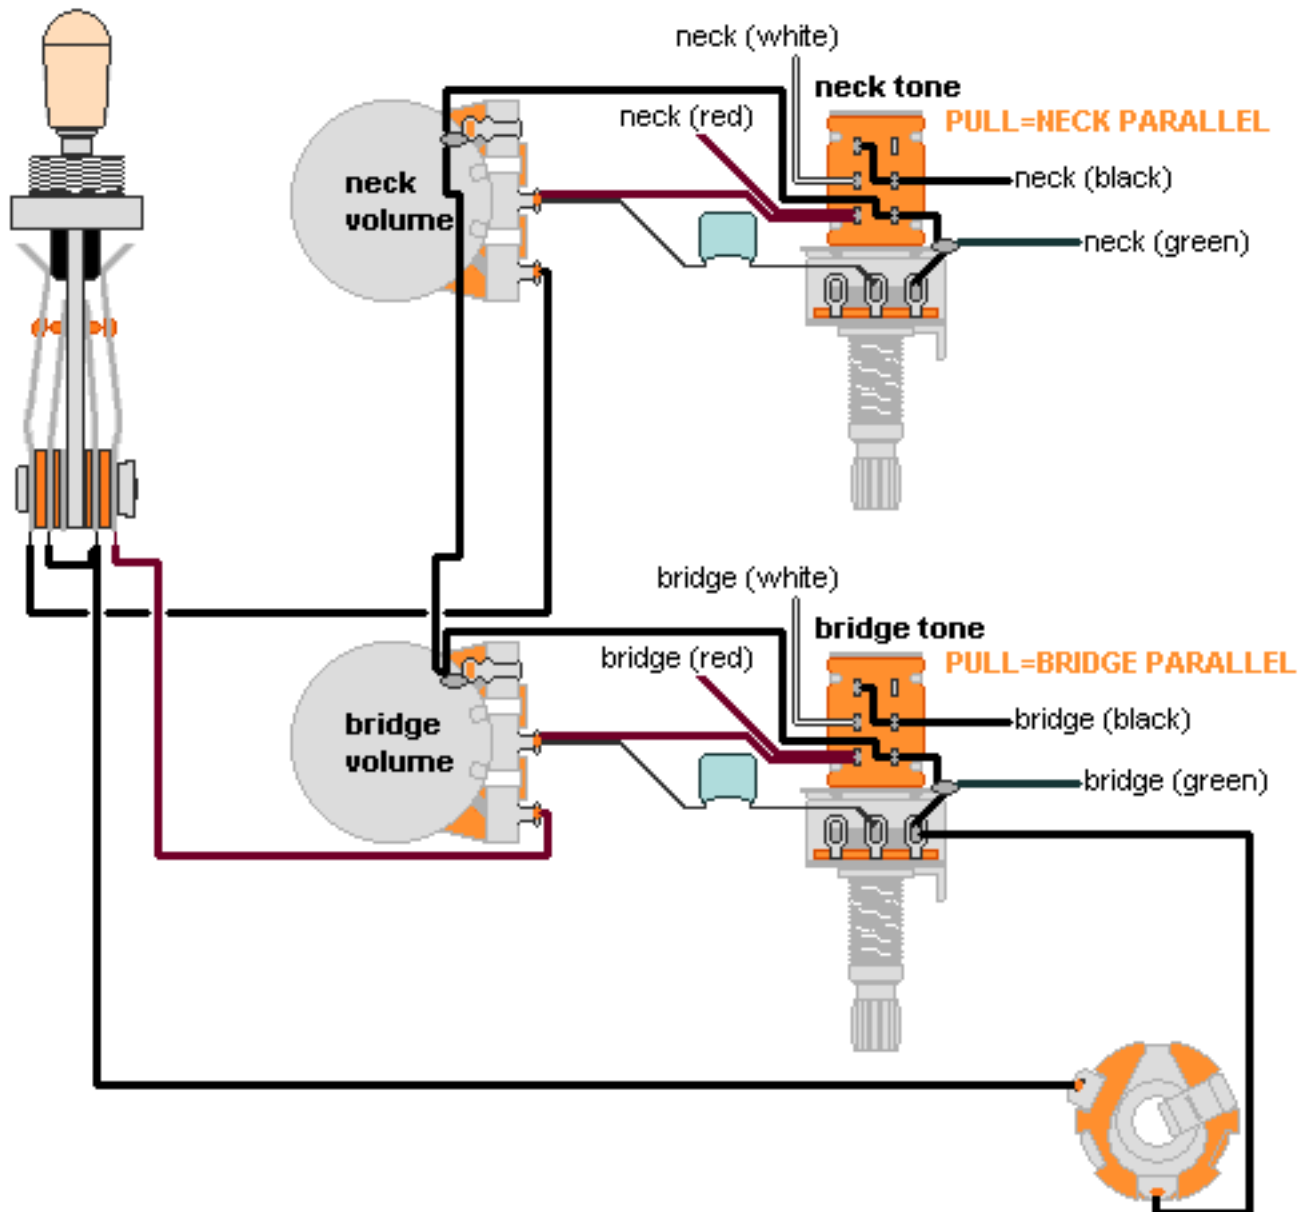 neck (white)
neck tone
PULL=NECK PARALLEL
neck (red)
neck
volume
neck (black)
neck (green)
bridge (white)
bridge tone
PULL=BRIDGE PARALLEL
bridge (red)
bridge
volume
bridge (black)
bridge (green)